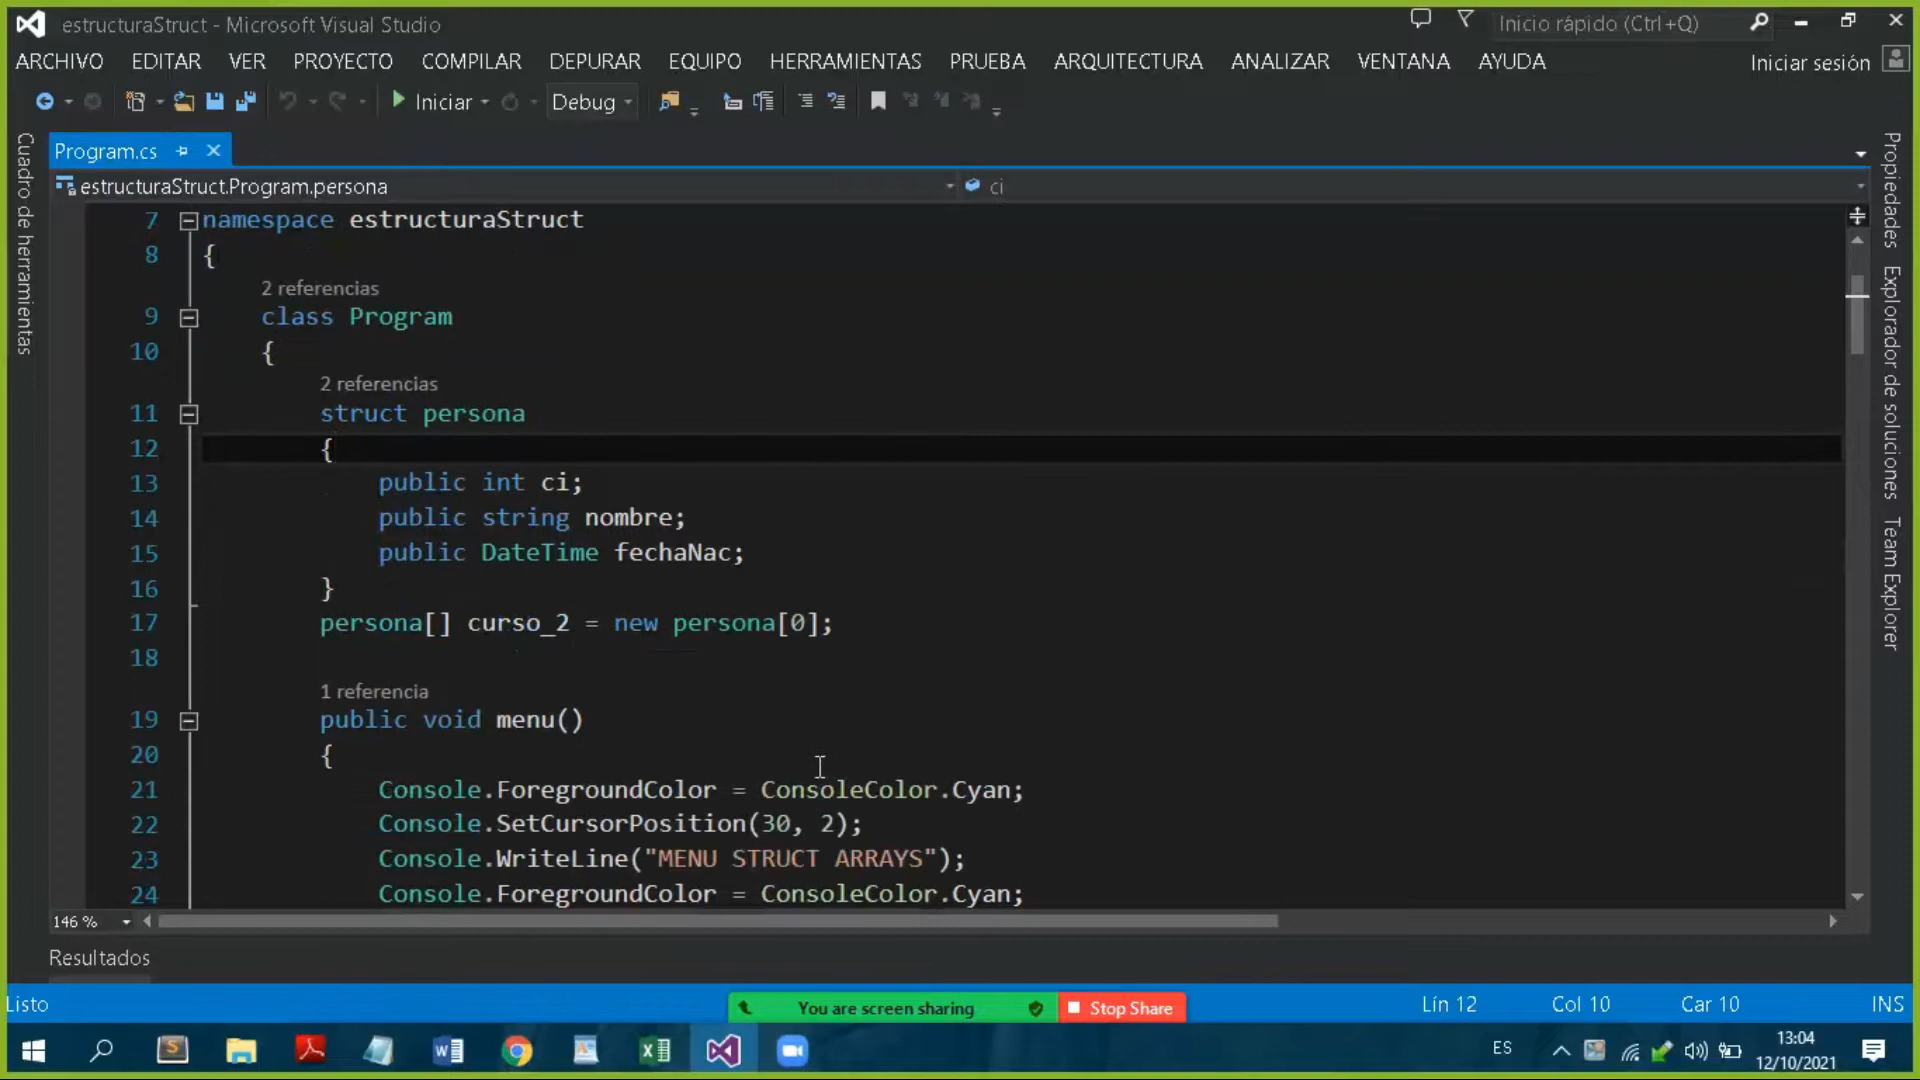 estructuraStruct - Microsoft Visual Studio
Inicio rápido (Ctrl+Q)
ARCHIVO EDITAR VER PROYECTO COMPILAR DEPURAR EQUIPO HERRAMIENTAS PRUEBA ARQUITECTURA ANALIZAR VENTANA AYUDA
Iniciar sesión
Iniciar
Debug
Cuadro de herramientas
Program.cs
estructuraStruct.Program.persona
ci
7 namespace estructuraStruct
8 {
2 referencias
9 class Program
10 {
2 referencias
11 struct persona
12 {
13 public int ci;
14 public string nombre;
15 public DateTime fechaNac;
16 }
17 persona[] curso_2 = new persona[0];
18
1 referencia
19 public void menu()
20 {
21 Console.ForegroundColor = ConsoleColor.Cyan;
22 Console.SetCursorPosition(30, 2);
23 Console.WriteLine("MENU STRUCT ARRAYS");
24 Console.ForegroundColor = ConsoleColor.Cyan;
Propiedades
Explorador de soluciones
Team Explorer
146 %
Resultados
Listo
You are screen sharing
Stop Share
Lín 12
Col 10
Car 10
INS
ES
13:04
12/10/2021